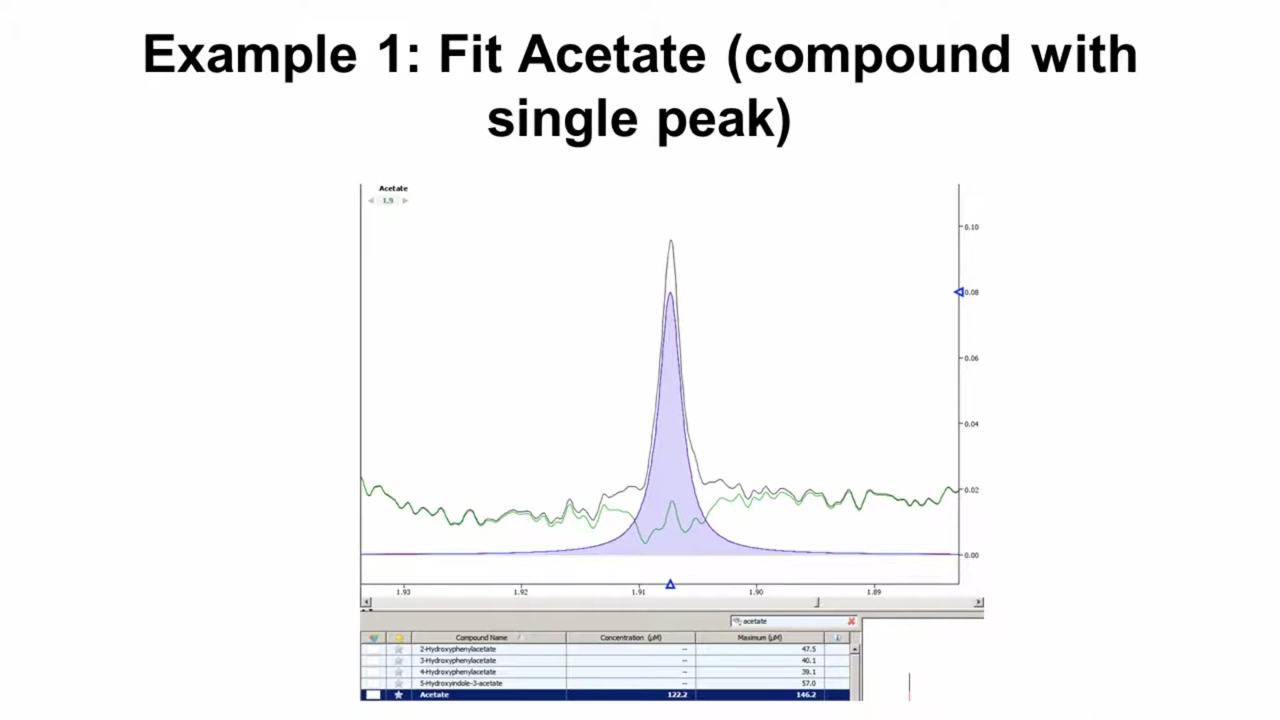 Example 1: Fit Acetate (compound with
single peak)
Acetate
1.9
0.10
0.08
0.06
0.04
0.02
0.00
1.93 1.92 1.91 1.90 1.89
acetate
Compound Name Concentration (µM) Maximum (µM)
2-Hydroxyphenylacetate -- 47.5
3-Hydroxyphenylacetate -- 40.1
4-Hydroxyphenylacetate -- 39.1
5-Hydroxyindole-3-acetate -- 57.0
Acetate 122.2 146.2